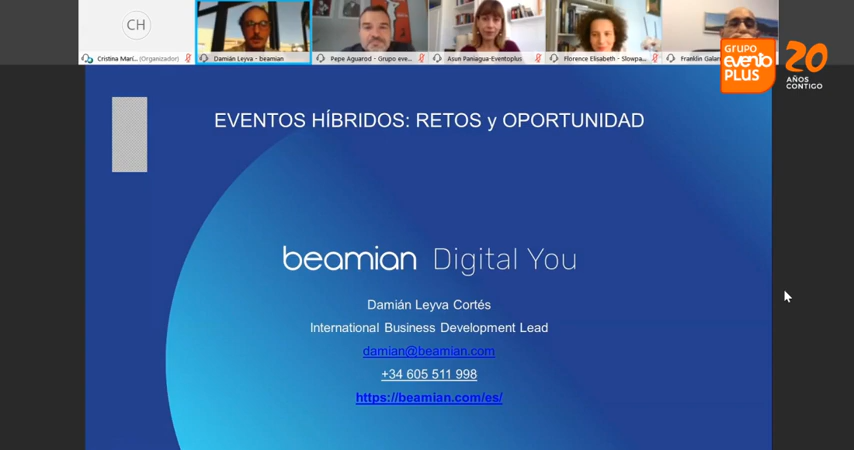 CH
Cristina Marí... (Organizador)
Damián Leyva - beamian
Pepe Aguarod - Grupo eve...
Asun Paniagua-Eventoplus
Florence Elisabeth - Slowpa...
Franklin
GRUPO
evento
PLUS
20
AÑOS
CONTIGO
EVENTOS HÍBRIDOS: RETOS y OPORTUNIDAD
beamian Digital You
Damián Leyva Cortés
International Business Development Lead
damian@beamian.com
+34 605 511 998
https://beamian.com/es/